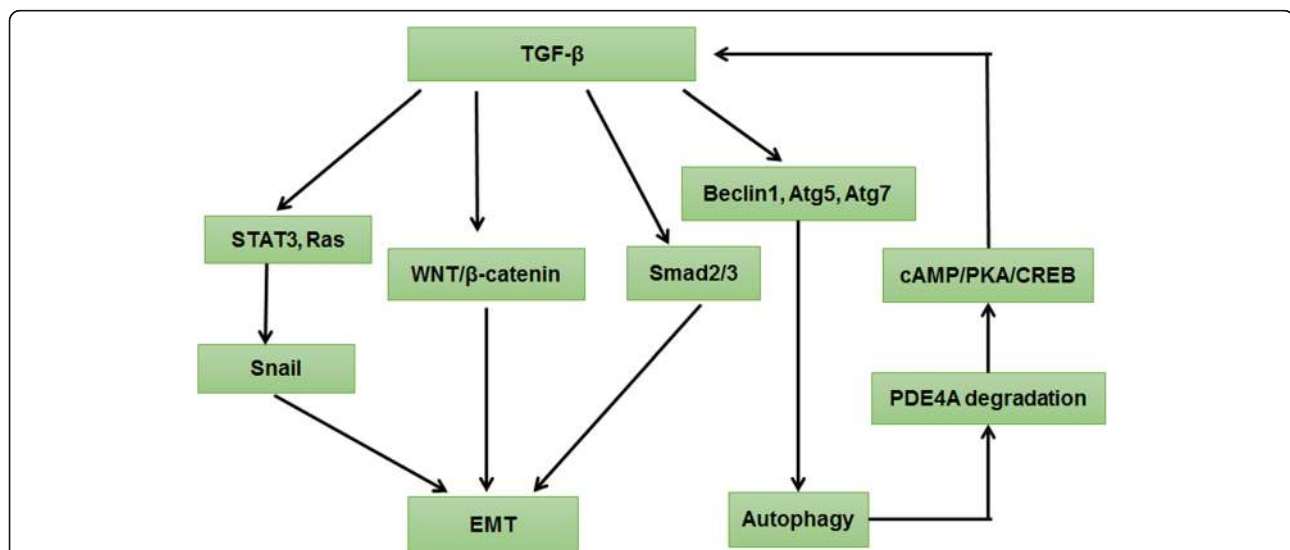 TGF-β
Beclin1, Atg5, Atg7
STAT3, Ras
WNT/β-catenin
Smad2/3
cAMP/PKA/CREB
Snail
PDE4A degradation
EMT
Autophagy